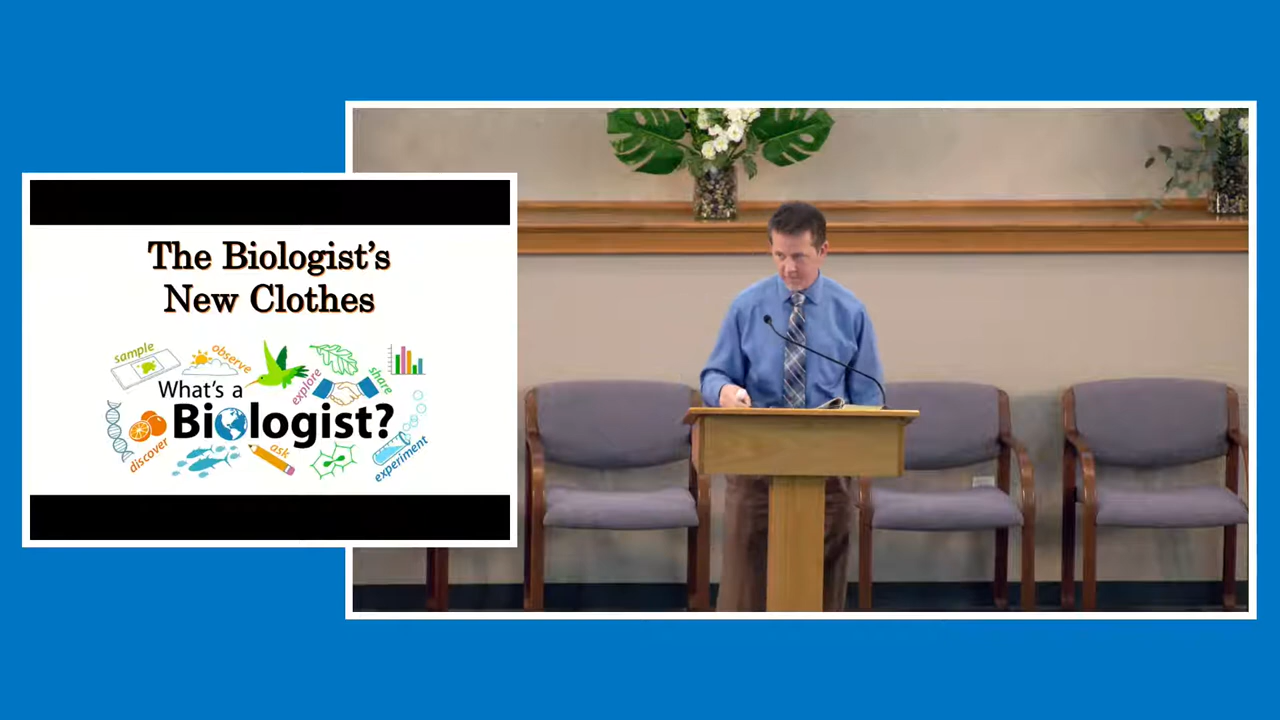 The Biologist's
New Clothes
sample
observe
explore
share
What's a
Biologist?
discover
ask
experiment